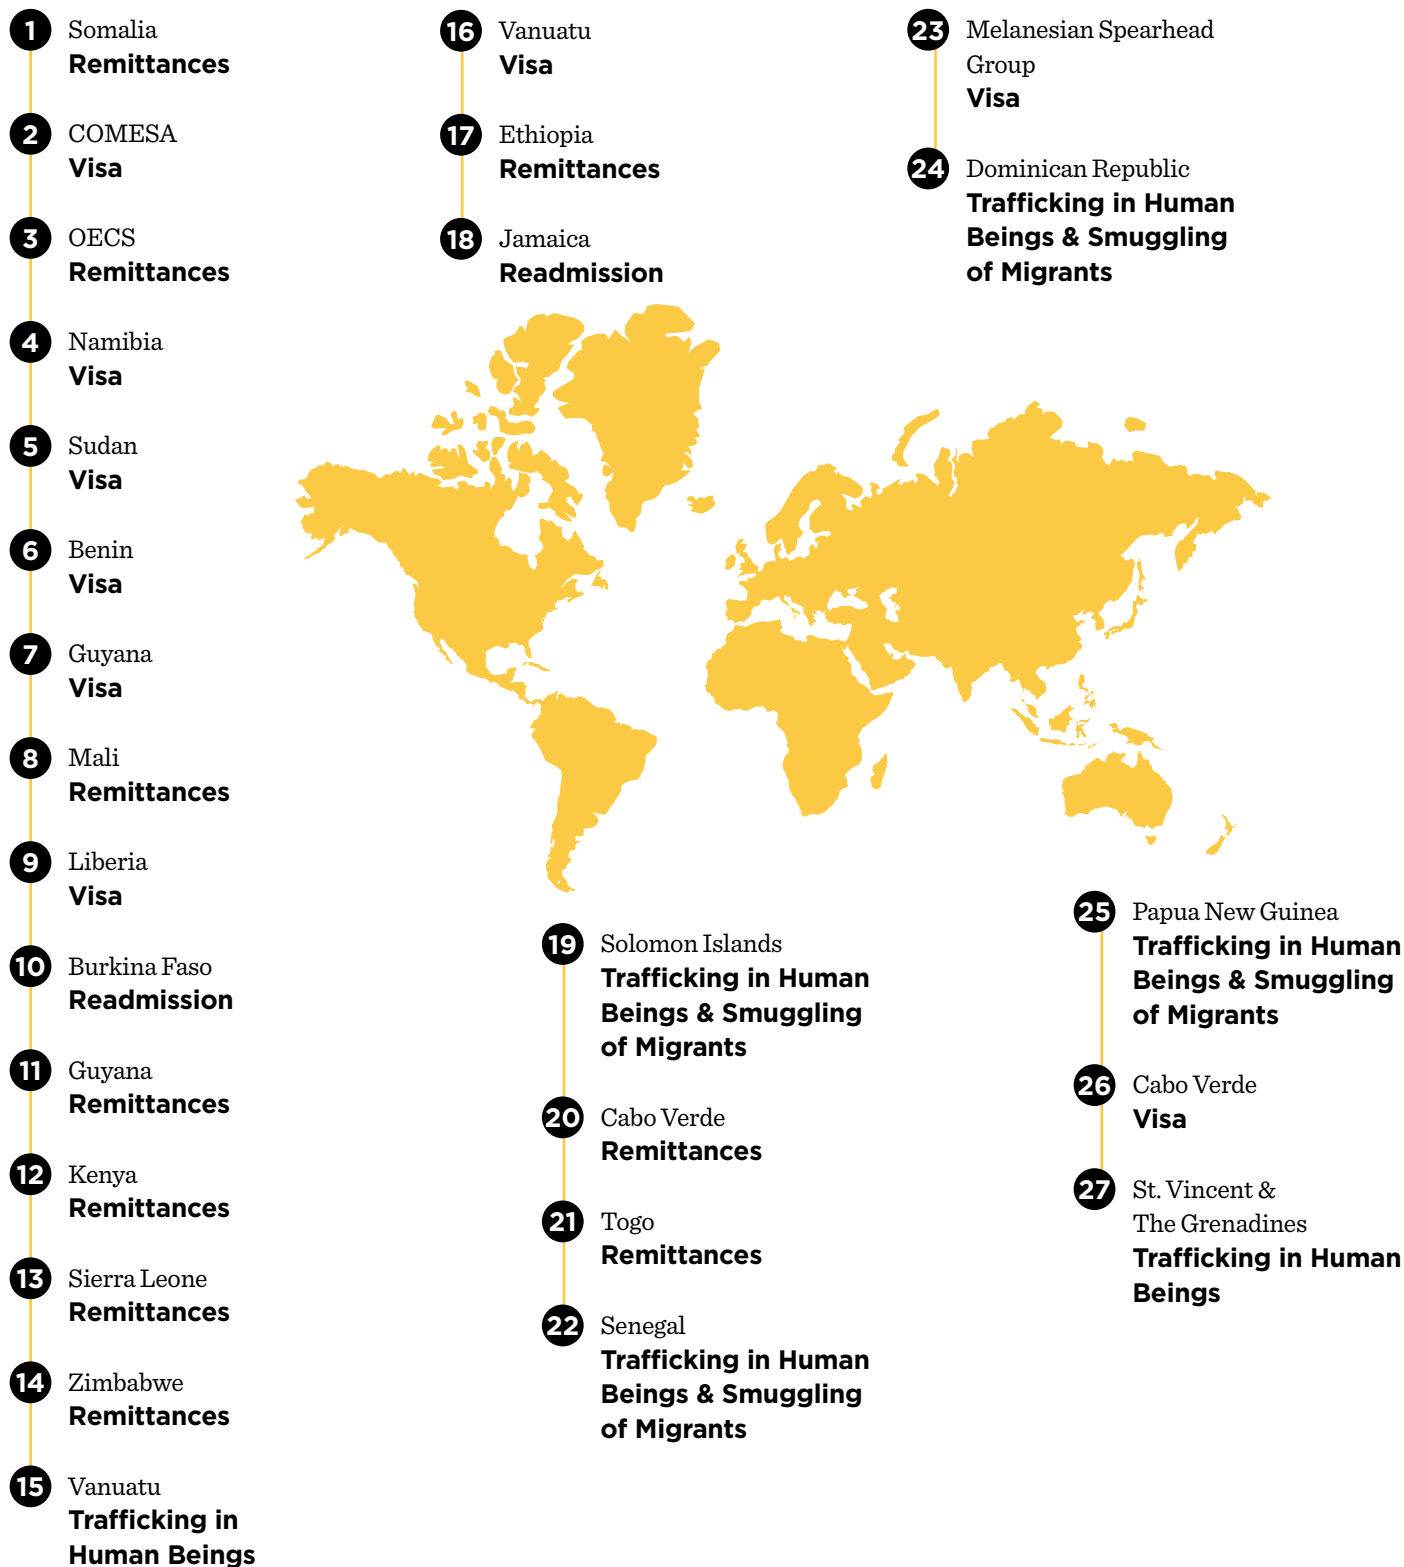 1 Somalia
Remittances
2 COMESA
Visa
3 OECS
Remittances
4 Namibia
Visa
5 Sudan
Visa
6 Benin
Visa
7 Guyana
Visa
8 Mali
Remittances
9 Liberia
Visa
10 Burkina Faso
Readmission
11 Guyana
Remittances
12 Kenya
Remittances
13 Sierra Leone
Remittances
14 Zimbabwe
Remittances
15 Vanuatu
Trafficking in
Human Beings
16 Vanuatu
Visa
17 Ethiopia
Remittances
18 Jamaica
Readmission
19 Solomon Islands
Trafficking in Human
Beings & Smuggling
of Migrants
20 Cabo Verde
Remittances
21 Togo
Remittances
22 Senegal
Trafficking in Human
Beings & Smuggling
of Migrants
23 Melanesian Spearhead
Group
Visa
24 Dominican Republic
Trafficking in Human
Beings & Smuggling
of Migrants
25 Papua New Guinea
Trafficking in Human
Beings & Smuggling
of Migrants
26 Cabo Verde
Visa
27 St. Vincent &
The Grenadines
Trafficking in Human
Beings